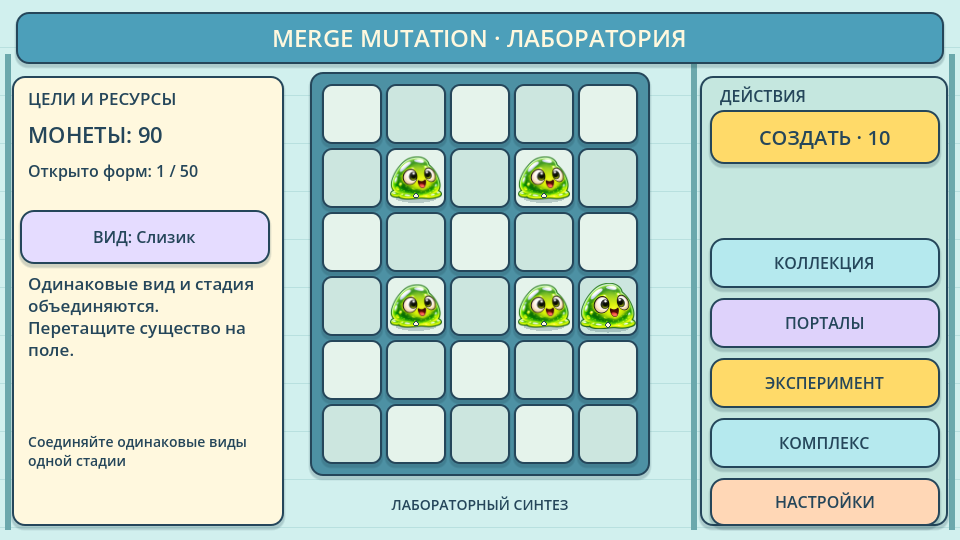 MERGE MUTATION · ЛАБОРАТОРИЯ
ЦЕЛИ И РЕСУРСЫ
МОНЕТЫ: 90
Открыто форм: 1 / 50
ВИД: Слизик
Одинаковые вид и стадия
объединяются.
Перетащите существо на
поле.
Соединяйте одинаковые виды
одной стадии
ЛАБОРАТОРНЫЙ СИНТЕЗ
ДЕЙСТВИЯ
СОЗДАТЬ · 10
КОЛЛЕКЦИЯ
ПОРТАЛЫ
ЭКСПЕРИМЕНТ
КОМПЛЕКС
НАСТРОЙКИ